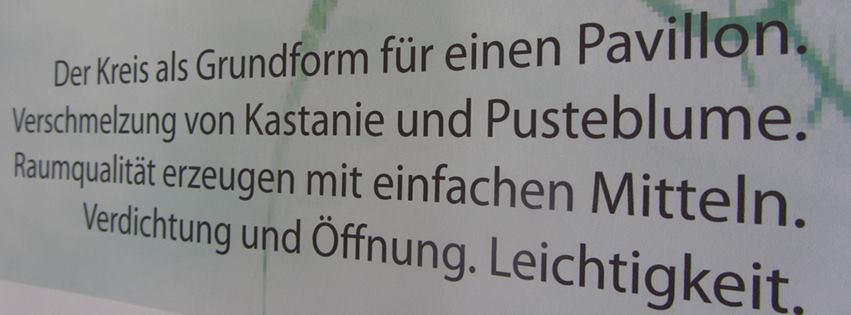 Der Kreis als Grundform für einen Pavillon.
Verschmelzung von Kastanie und Pusteblume.
Raumqualität erzeugen mit einfachen Mitteln.
Verdichtung und Öffnung. Leichtigkeit.